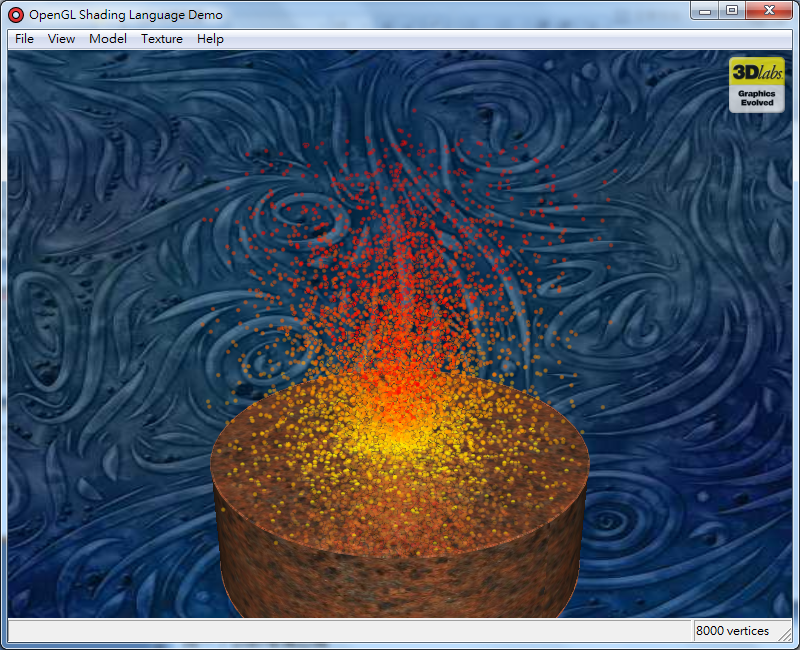 OpenGL Shading Language Demo
File View Model Texture Help
3Dlabs
Graphics
Evolved
8000 vertices